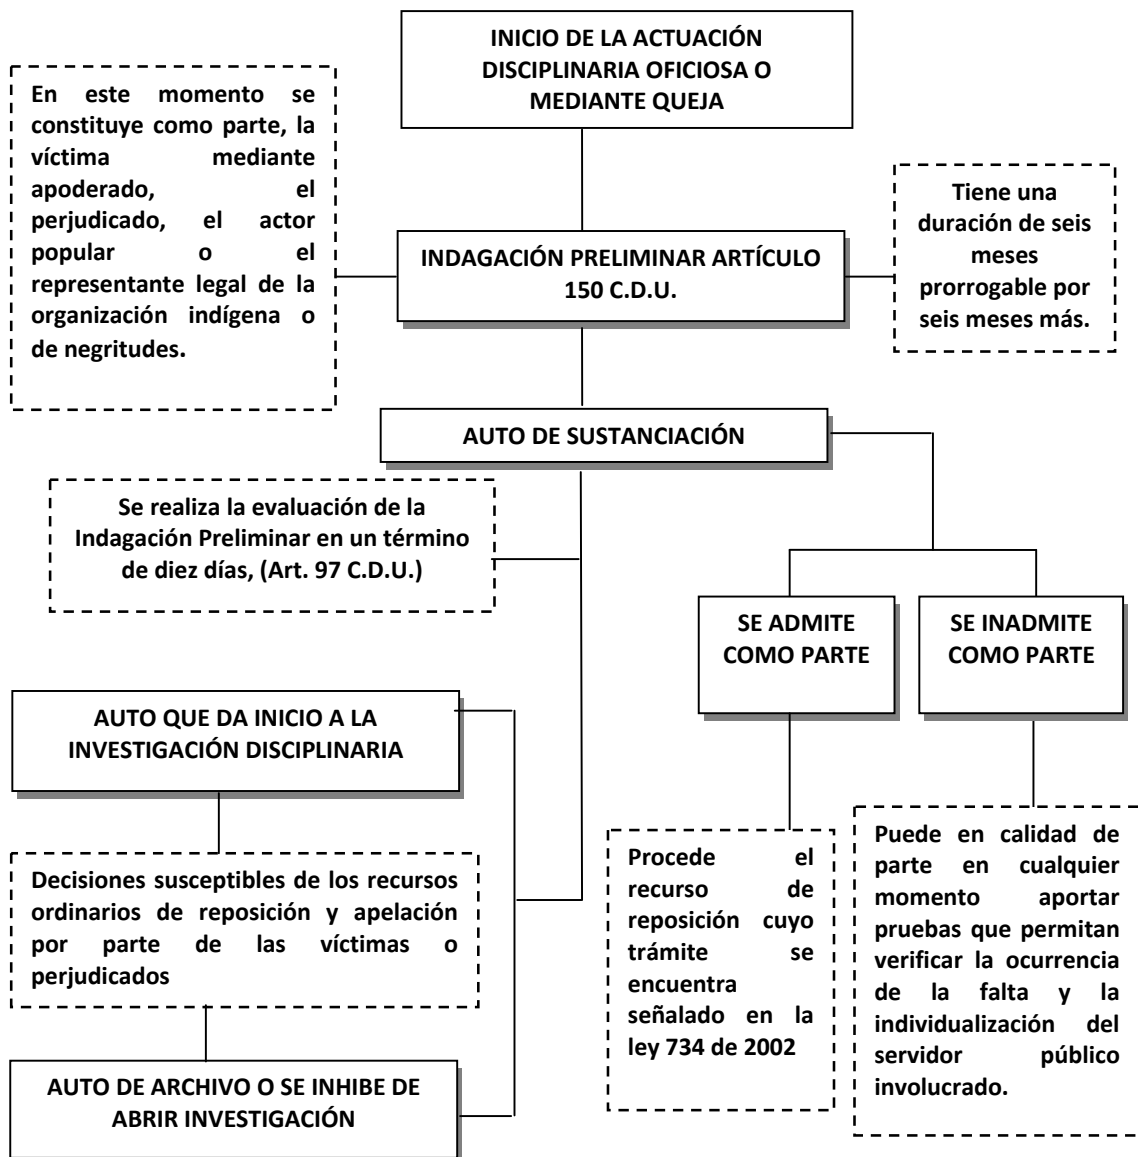 INICIO DE LA ACTUACIÓN
DISCIPLINARIA OFICIOSA O
MEDIANTE QUEJA
En este momento se
constituye como parte, la
víctima mediante
apoderado, el
perjudicado, el actor
popular o el
representante legal de la
organización indígena o
de negritudes.
Tiene una
duración de seis
meses
prorrogable por
seis meses más.
INDAGACIÓN PRELIMINAR ARTÍCULO
150 C.D.U.
AUTO DE SUSTANCIACIÓN
Se realiza la evaluación de la
Indagación Preliminar en un término
de diez días, (Art. 97 C.D.U.)
SE ADMITE
COMO PARTE
SE INADMITE
COMO PARTE
AUTO QUE DA INICIO A LA
INVESTIGACIÓN DISCIPLINARIA
Decisiones susceptibles de los recursos
ordinarios de reposición y apelación
por parte de las víctimas o
perjudicados
AUTO DE ARCHIVO O SE INHIBE DE
ABRIR INVESTIGACIÓN
Procede el
recurso de
reposición cuyo
trámite se
encuentra
señalado en la
ley 734 de 2002
Puede en calidad de
parte en cualquier
momento aportar
pruebas que permitan
verificar la ocurrencia
de la falta y la
individualización del
servidor público
involucrado.